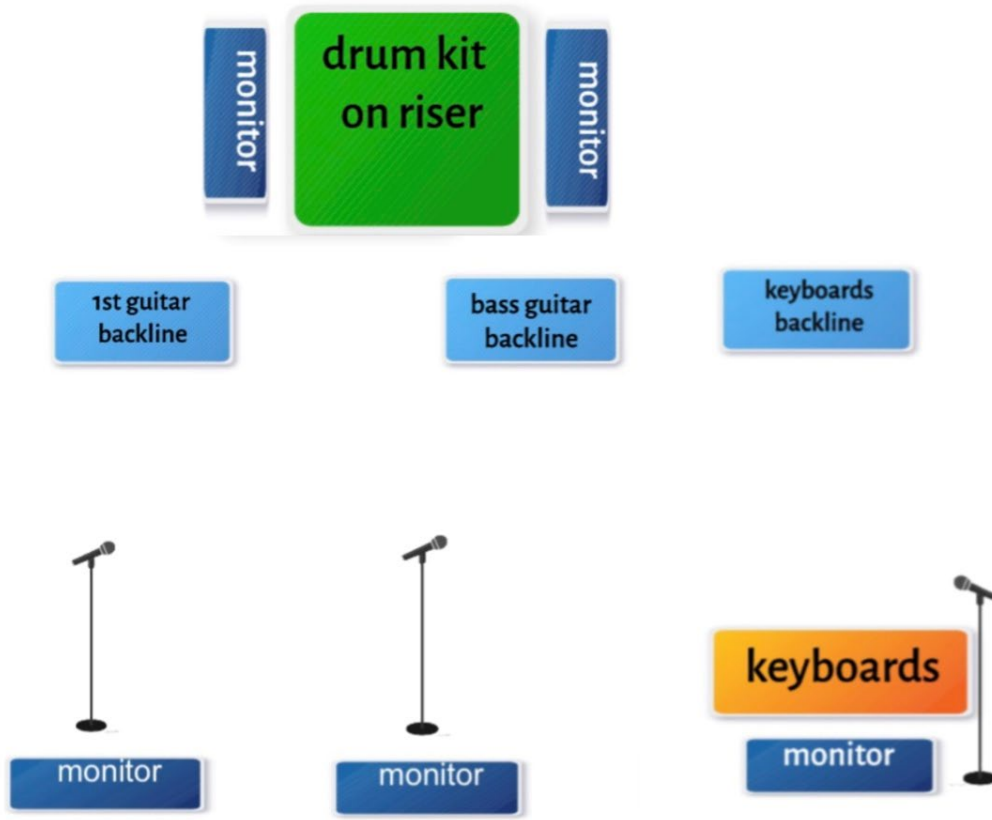 monitor
drum kit
on riser
monitor
1st guitar
backline
bass guitar
backline
keyboards
backline
keyboards
monitor
monitor
monitor